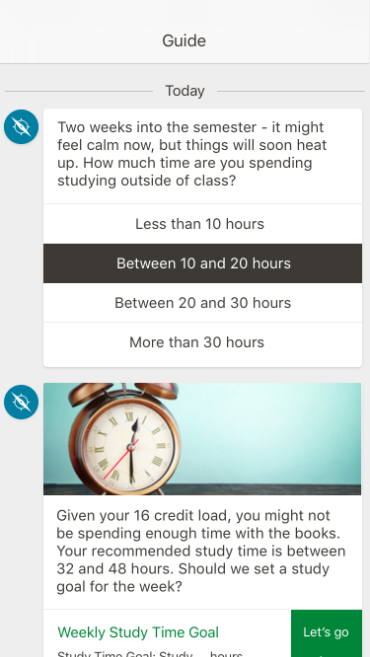 Guide
Today
Two weeks into the semester - it might
feel calm now, but things will soon heat
up. How much time are you spending
studying outside of class?
Less than 10 hours
Between 10 and 20 hours
Between 20 and 30 hours
More than 30 hours
Given your 16 credit load, you might not
be spending enough time with the books.
Your recommended study time is between
32 and 48 hours. Should we set a study
goal for the week?
Weekly Study Time Goal
Let's go
Study Time Goal: Study __ hours